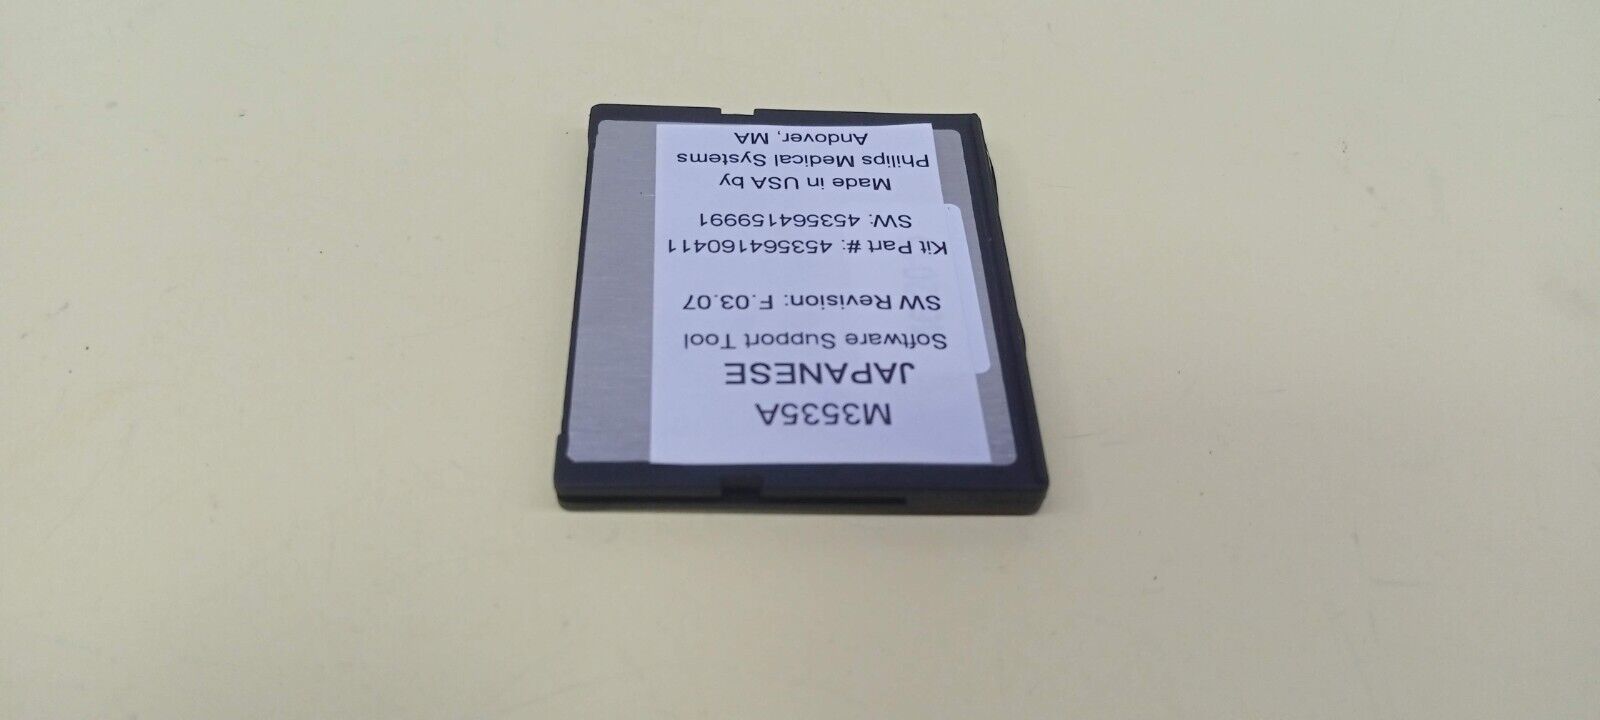 M3535A
JAPANESE
Software Support Tool
SW Revision: F.03.07
Kit Part #: 453564160411
SW: 453564159991
Made in USA by
Philips Medical Systems
Andover, MA